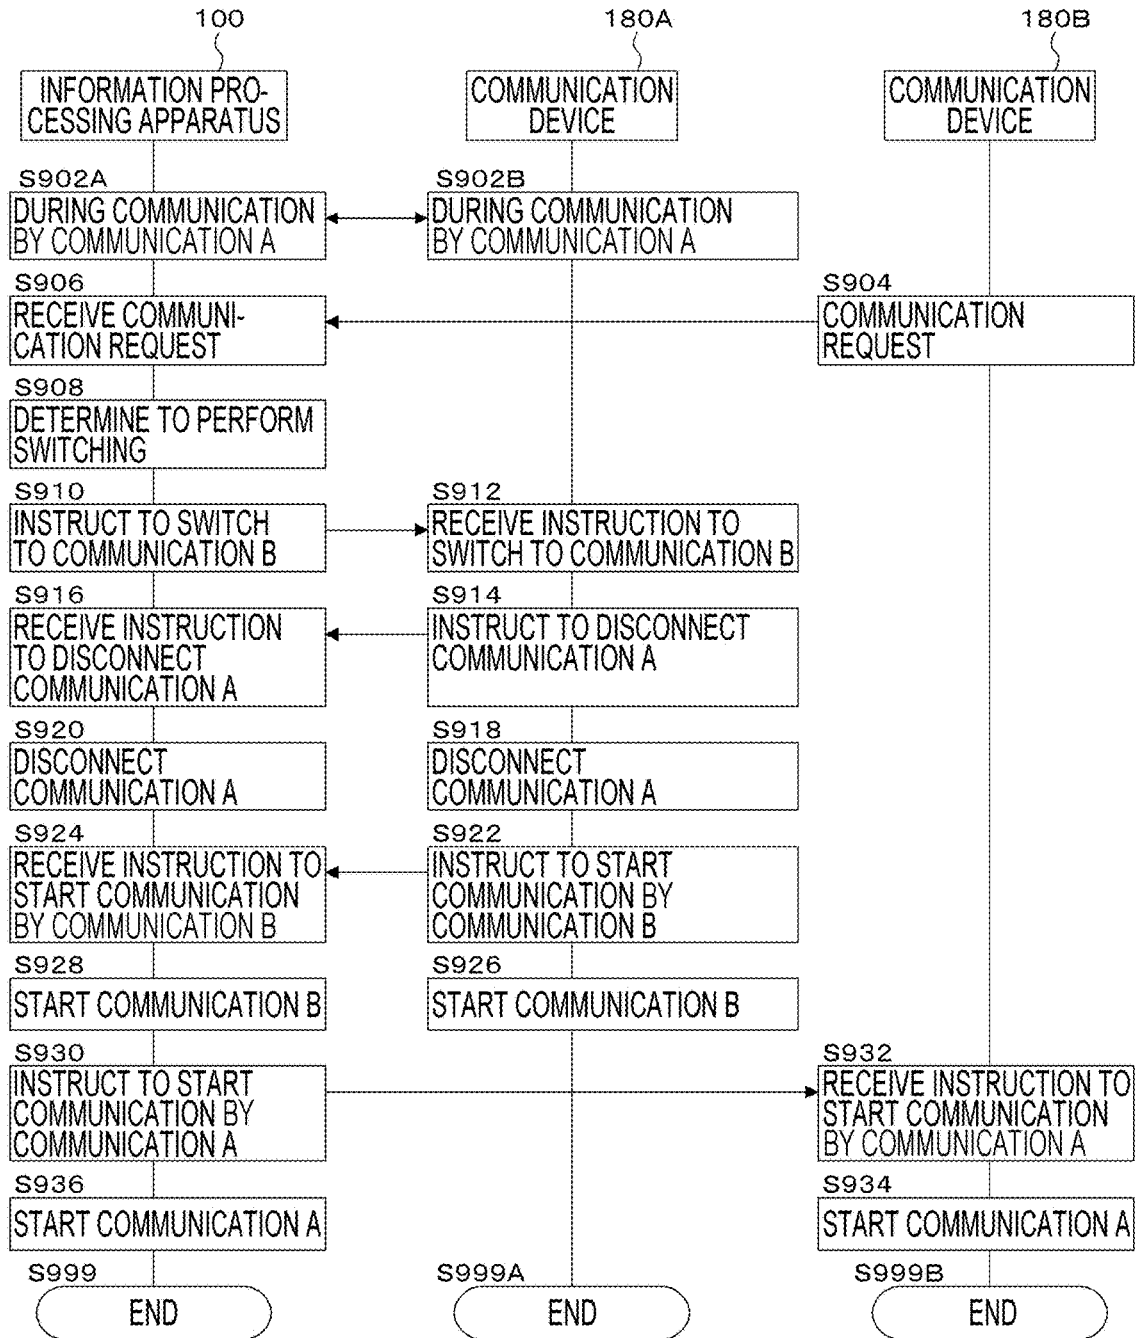 100
180A
180B
INFORMATION PRO-
CESSING APPARATUS
COMMUNICATION
DEVICE
COMMUNICATION
DEVICE
S902A
DURING COMMUNICATION
BY COMMUNICATION A
S902B
DURING COMMUNICATION
BY COMMUNICATION A
S906
RECEIVE COMMUNI-
CATION REQUEST
S904
COMMUNICATION
REQUEST
S908
DETERMINE TO PERFORM
SWITCHING
S910
INSTRUCT TO SWITCH
TO COMMUNICATION B
S912
RECEIVE INSTRUCTION TO
SWITCH TO COMMUNICATION B
S916
RECEIVE INSTRUCTION
TO DISCONNECT
COMMUNICATION A
S914
INSTRUCT TO DISCONNECT
COMMUNICATION A
S920
DISCONNECT
COMMUNICATION A
S918
DISCONNECT
COMMUNICATION A
S924
RECEIVE INSTRUCTION TO
START COMMUNICATION
BY COMMUNICATION B
S922
INSTRUCT TO START
COMMUNICATION BY
COMMUNICATION B
S928
START COMMUNICATION B
S926
START COMMUNICATION B
S930
INSTRUCT TO START
COMMUNICATION BY
COMMUNICATION A
S932
RECEIVE INSTRUCTION TO
START COMMUNICATION
BY COMMUNICATION A
S936
START COMMUNICATION A
S934
START COMMUNICATION A
S999
END
S999A
END
S999B
END